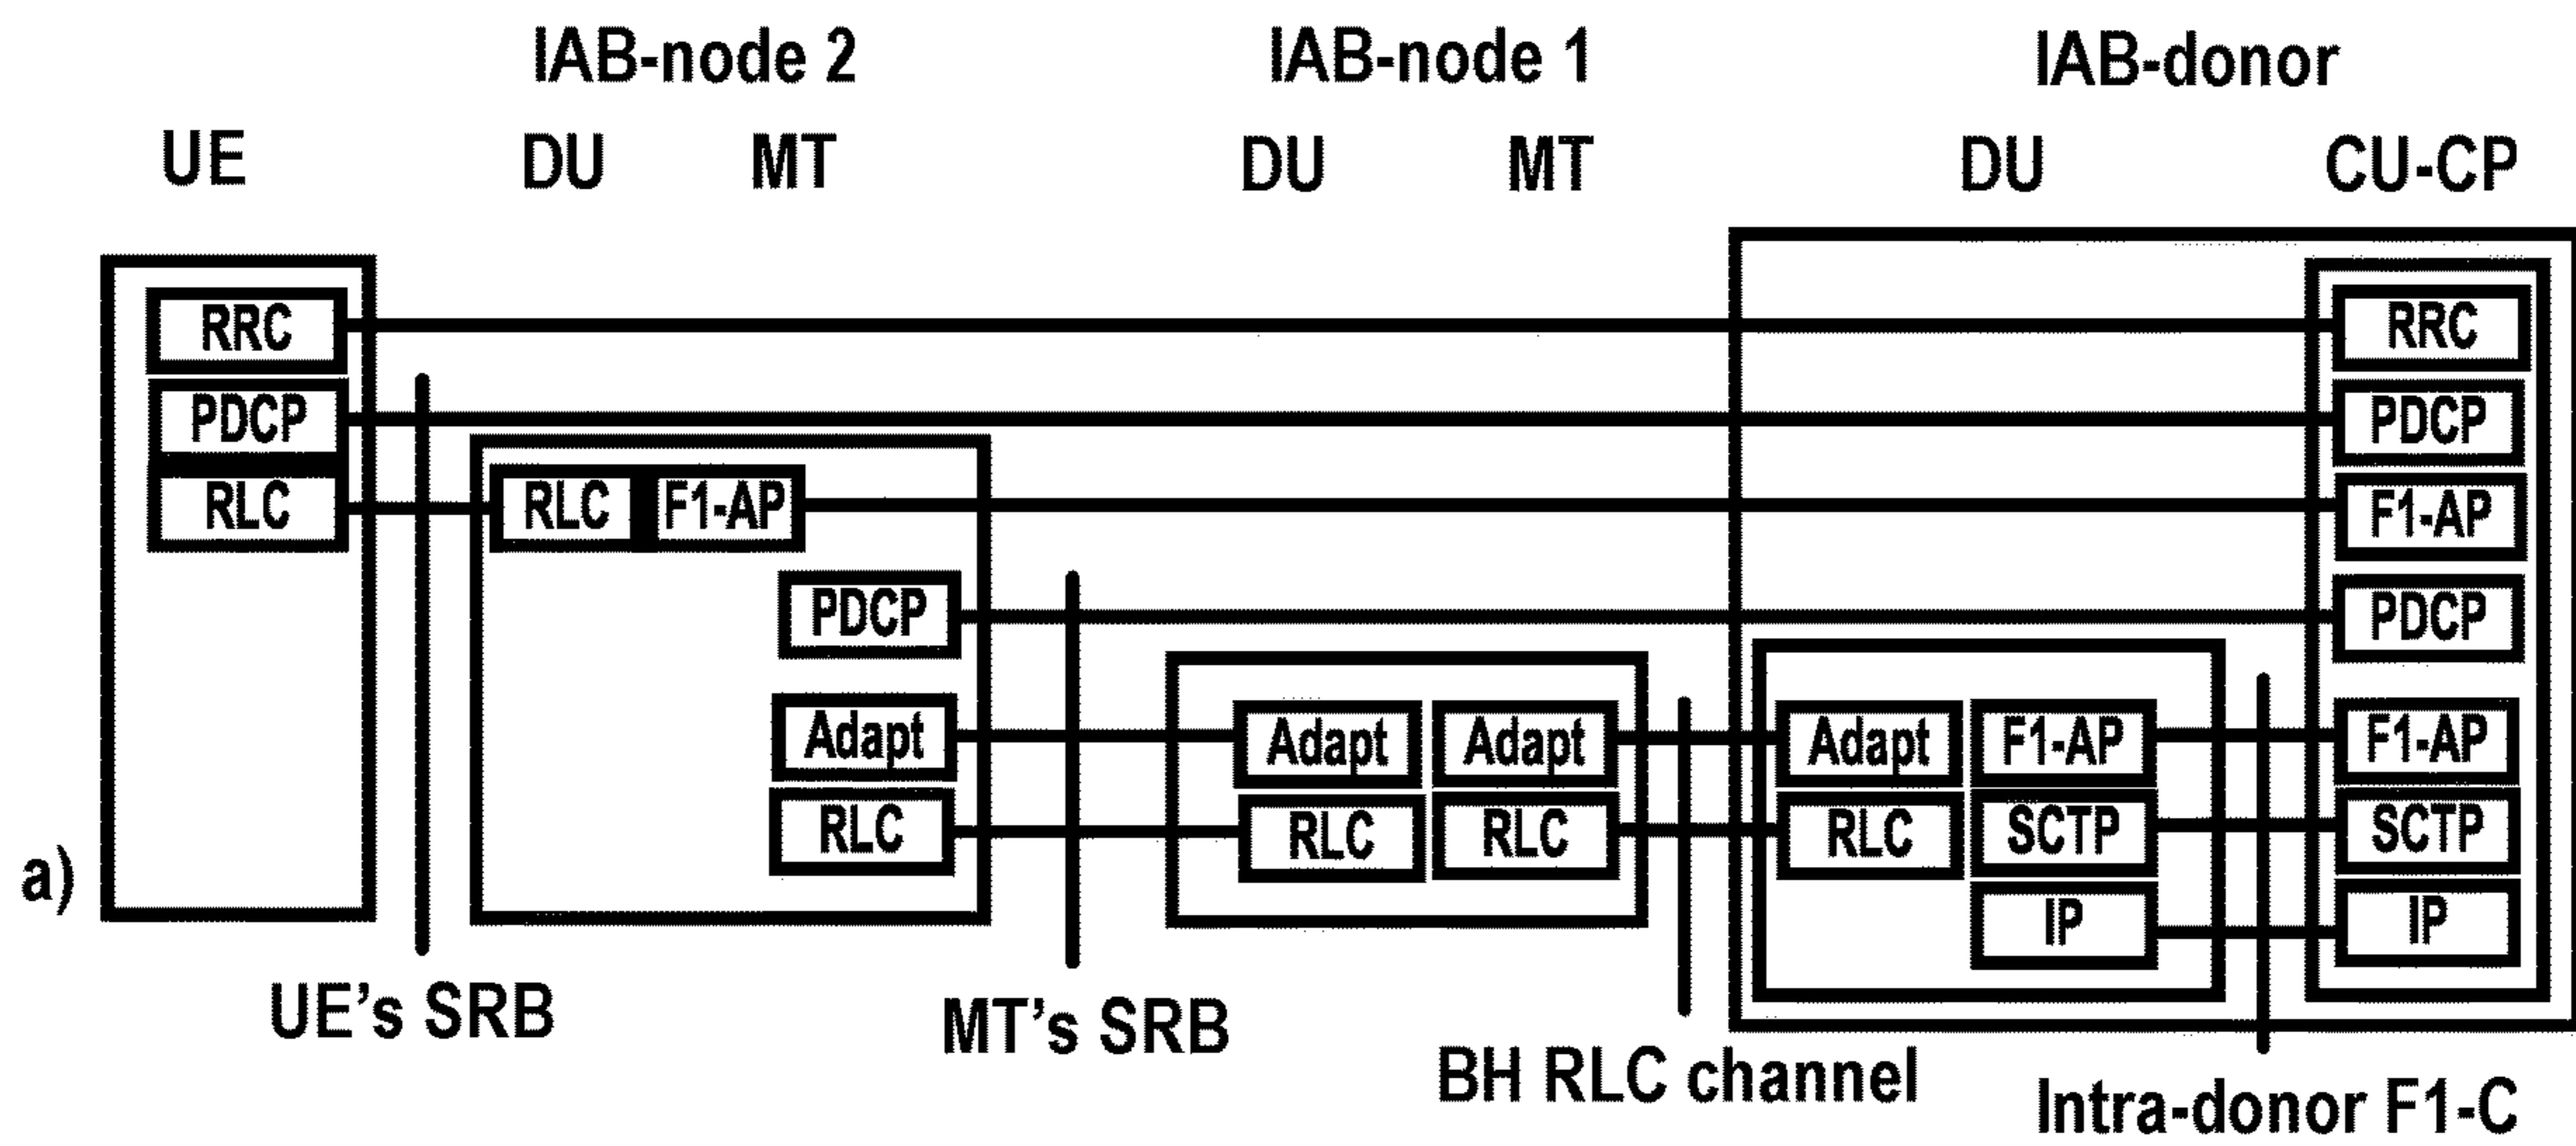 IAB-node 2 IAB-node 1 IAB-donor
UE DU MT DU MT DU CU-CP
RRC RRC
PDCP PDCP
RLC RLC F1-AP F1-AP
PDCP PDCP
Adapt Adapt Adapt Adapt F1-AP F1-AP
RLC RLC RLC RLC SCTP SCTP
a) IP IP
UE's SRB MT's SRB
BH RLC channel Intra-donor F1-C